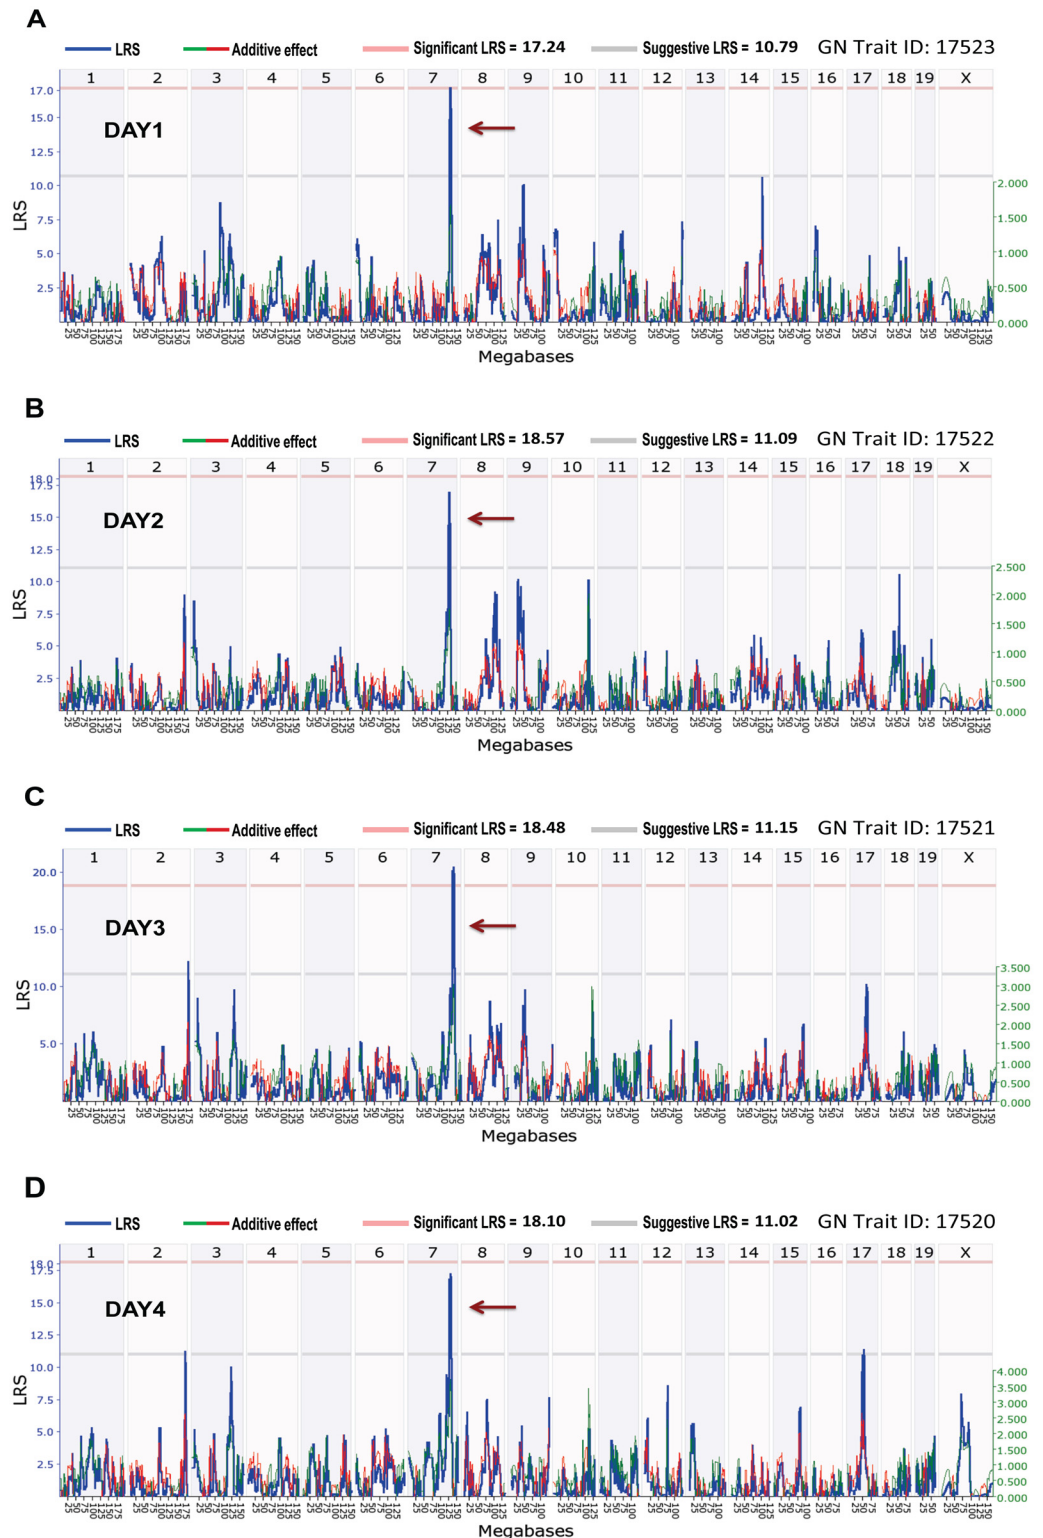 A
LRS Additive effect Significant LRS = 17.24 Suggestive LRS = 10.79 GN Trait ID: 17523
1 2 3 4 5 6 7 8 9 10 11 12 13 14 15 16 17 18 19 X
DAY1
LRS
17.0
15.0
12.5
10.0
7.5
5.0
2.5
2.000
1.500
1.000
0.500
0.000
Megabases
B
LRS Additive effect Significant LRS = 18.57 Suggestive LRS = 11.09 GN Trait ID: 17522
1 2 3 4 5 6 7 8 9 10 11 12 13 14 15 16 17 18 19 X
DAY2
LRS
18.0
17.5
15.0
12.5
10.0
7.5
5.0
2.5
2.500
2.000
1.500
1.000
0.500
0.000
Megabases
C
LRS Additive effect Significant LRS = 18.48 Suggestive LRS = 11.15 GN Trait ID: 17521
1 2 3 4 5 6 7 8 9 10 11 12 13 14 15 16 17 18 19 X
DAY3
LRS
20.0
15.0
10.0
5.0
3.500
3.000
2.500
2.000
1.500
1.000
0.500
0.000
Megabases
D
LRS Additive effect Significant LRS = 18.10 Suggestive LRS = 11.02 GN Trait ID: 17520
1 2 3 4 5 6 7 8 9 10 11 12 13 14 15 16 17 18 19 X
DAY4
LRS
18.0
17.5
15.0
12.5
10.0
7.5
5.0
2.5
4.000
3.500
3.000
2.500
2.000
1.500
1.000
0.500
0.000
Megabases